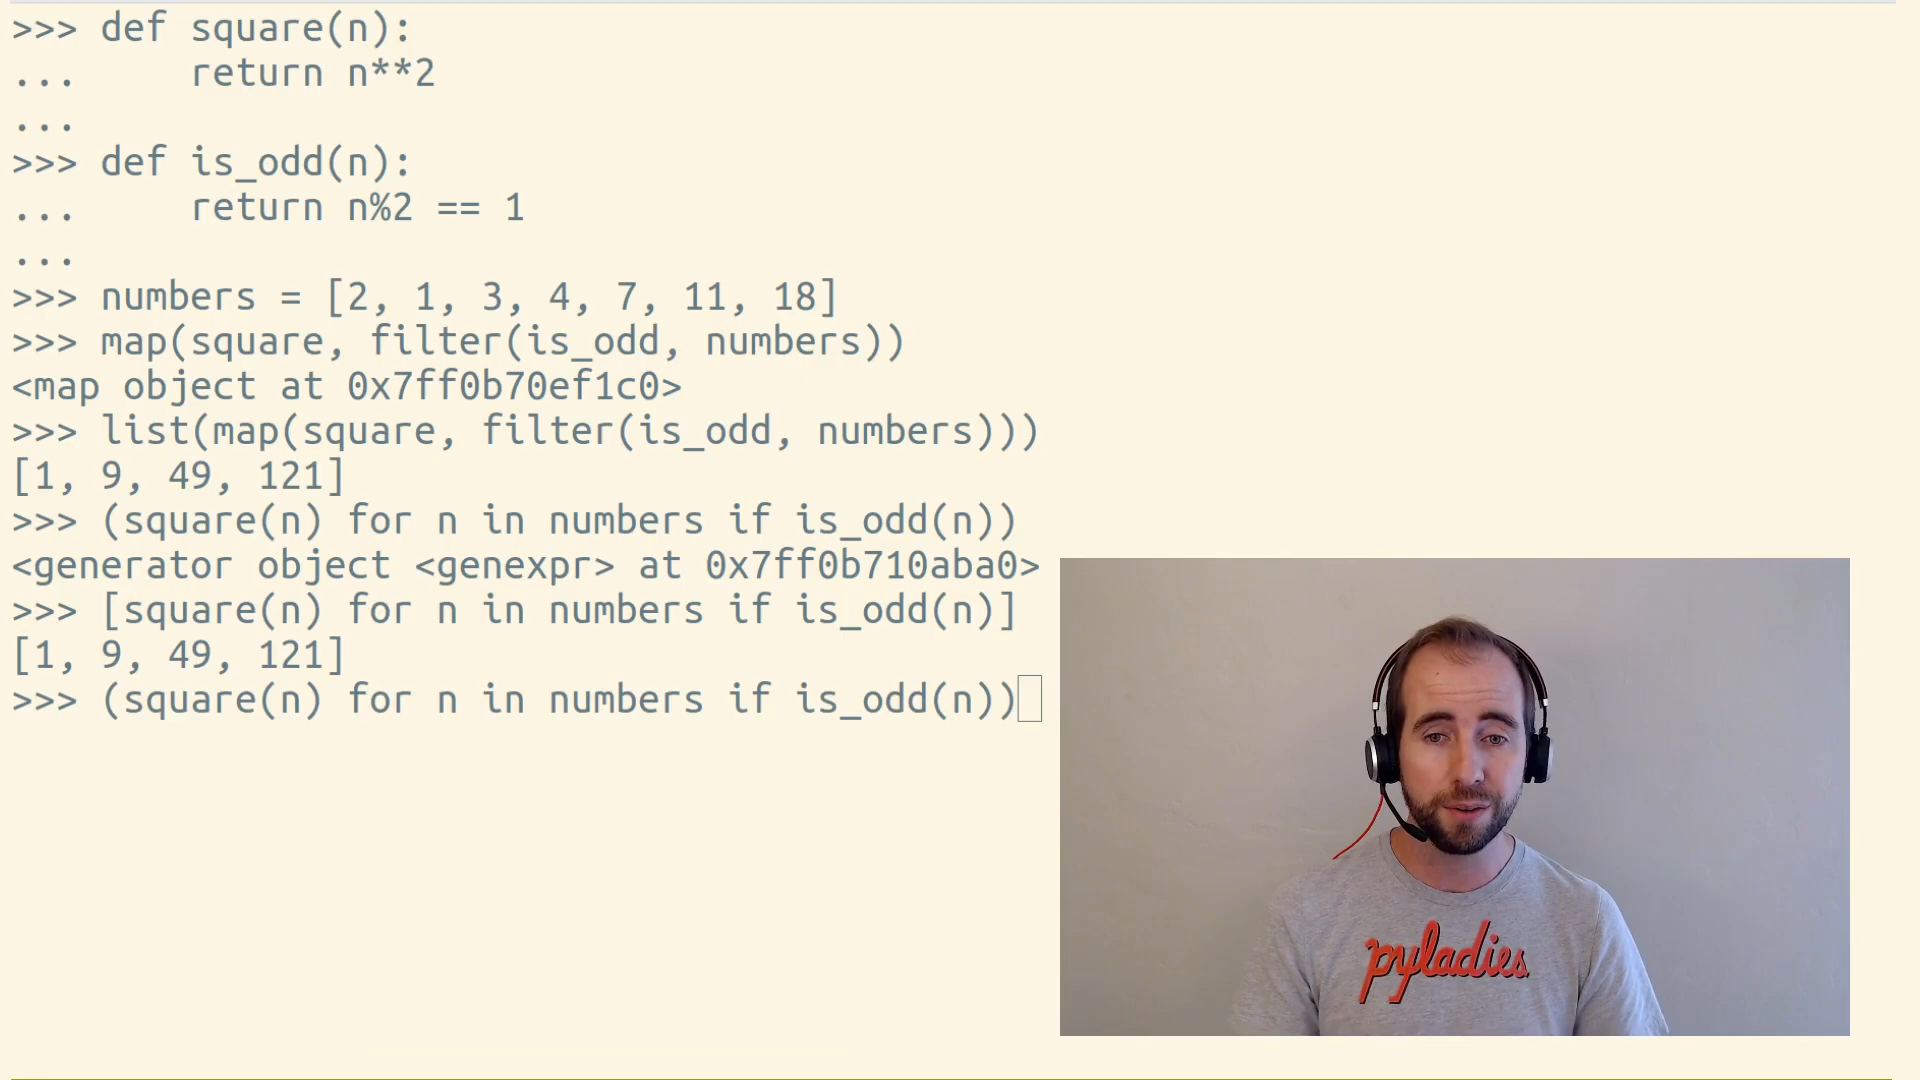 >>> def square(n):
...     return n**2
...
>>> def is_odd(n):
...     return n%2 == 1
...
>>> numbers = [2, 1, 3, 4, 7, 11, 18]
>>> map(square, filter(is_odd, numbers))
<map object at 0x7ff0b70ef1c0>
>>> list(map(square, filter(is_odd, numbers)))
[1, 9, 49, 121]
>>> (square(n) for n in numbers if is_odd(n))
<generator object <genexpr> at 0x7ff0b710aba0>
>>> [square(n) for n in numbers if is_odd(n)]
[1, 9, 49, 121]
>>> (square(n) for n in numbers if is_odd(n))
pyladies